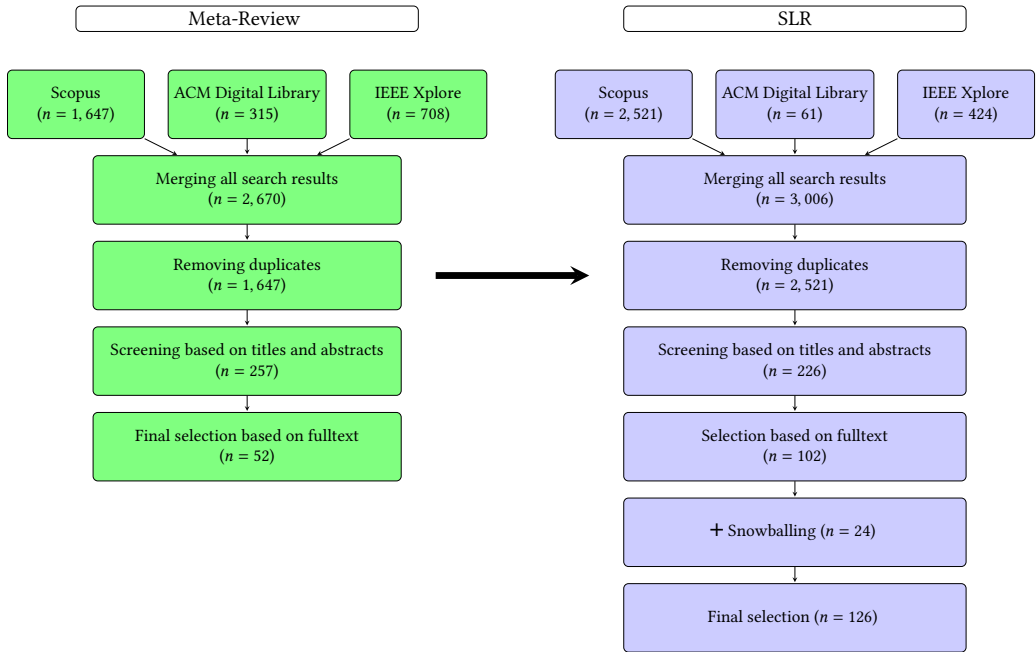 Meta-Review
Scopus
(n = 1, 647)
ACM Digital Library
(n = 315)
IEEE Xplore
(n = 708)
Merging all search results
(n = 2, 670)
Removing duplicates
(n = 1, 647)
Screening based on titles and abstracts
(n = 257)
Final selection based on fulltext
(n = 52)
SLR
Scopus
(n = 2, 521)
ACM Digital Library
(n = 61)
IEEE Xplore
(n = 424)
Merging all search results
(n = 3, 006)
Removing duplicates
(n = 2, 521)
Screening based on titles and abstracts
(n = 226)
Selection based on fulltext
(n = 102)
+ Snowballing (n = 24)
Final selection (n = 126)